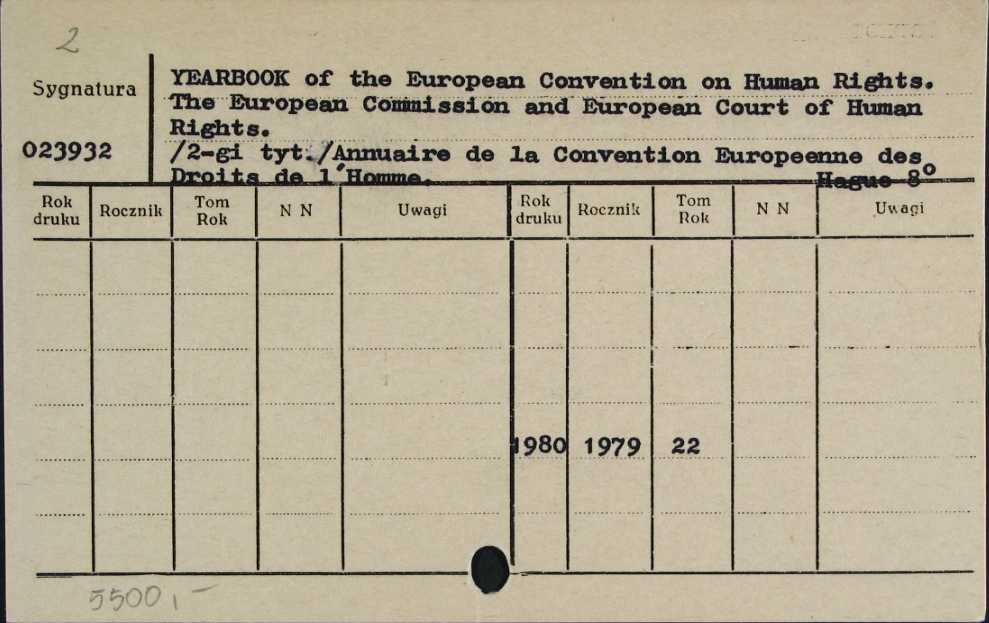 2
Sygnatura
YEARBOOK of the European Convention on Human Rights.
The European Commission and European Court of Human
Rights.
023932
/2-gi tyt./Annuaire de la Convention Europeenne des
Droits de l'Homme. Hague 8°
Rok druku Rocznik Tom Rok N N Uwagi Rok druku Rocznik Tom Rok N N Uwagi
1980 1979 22
5500,-